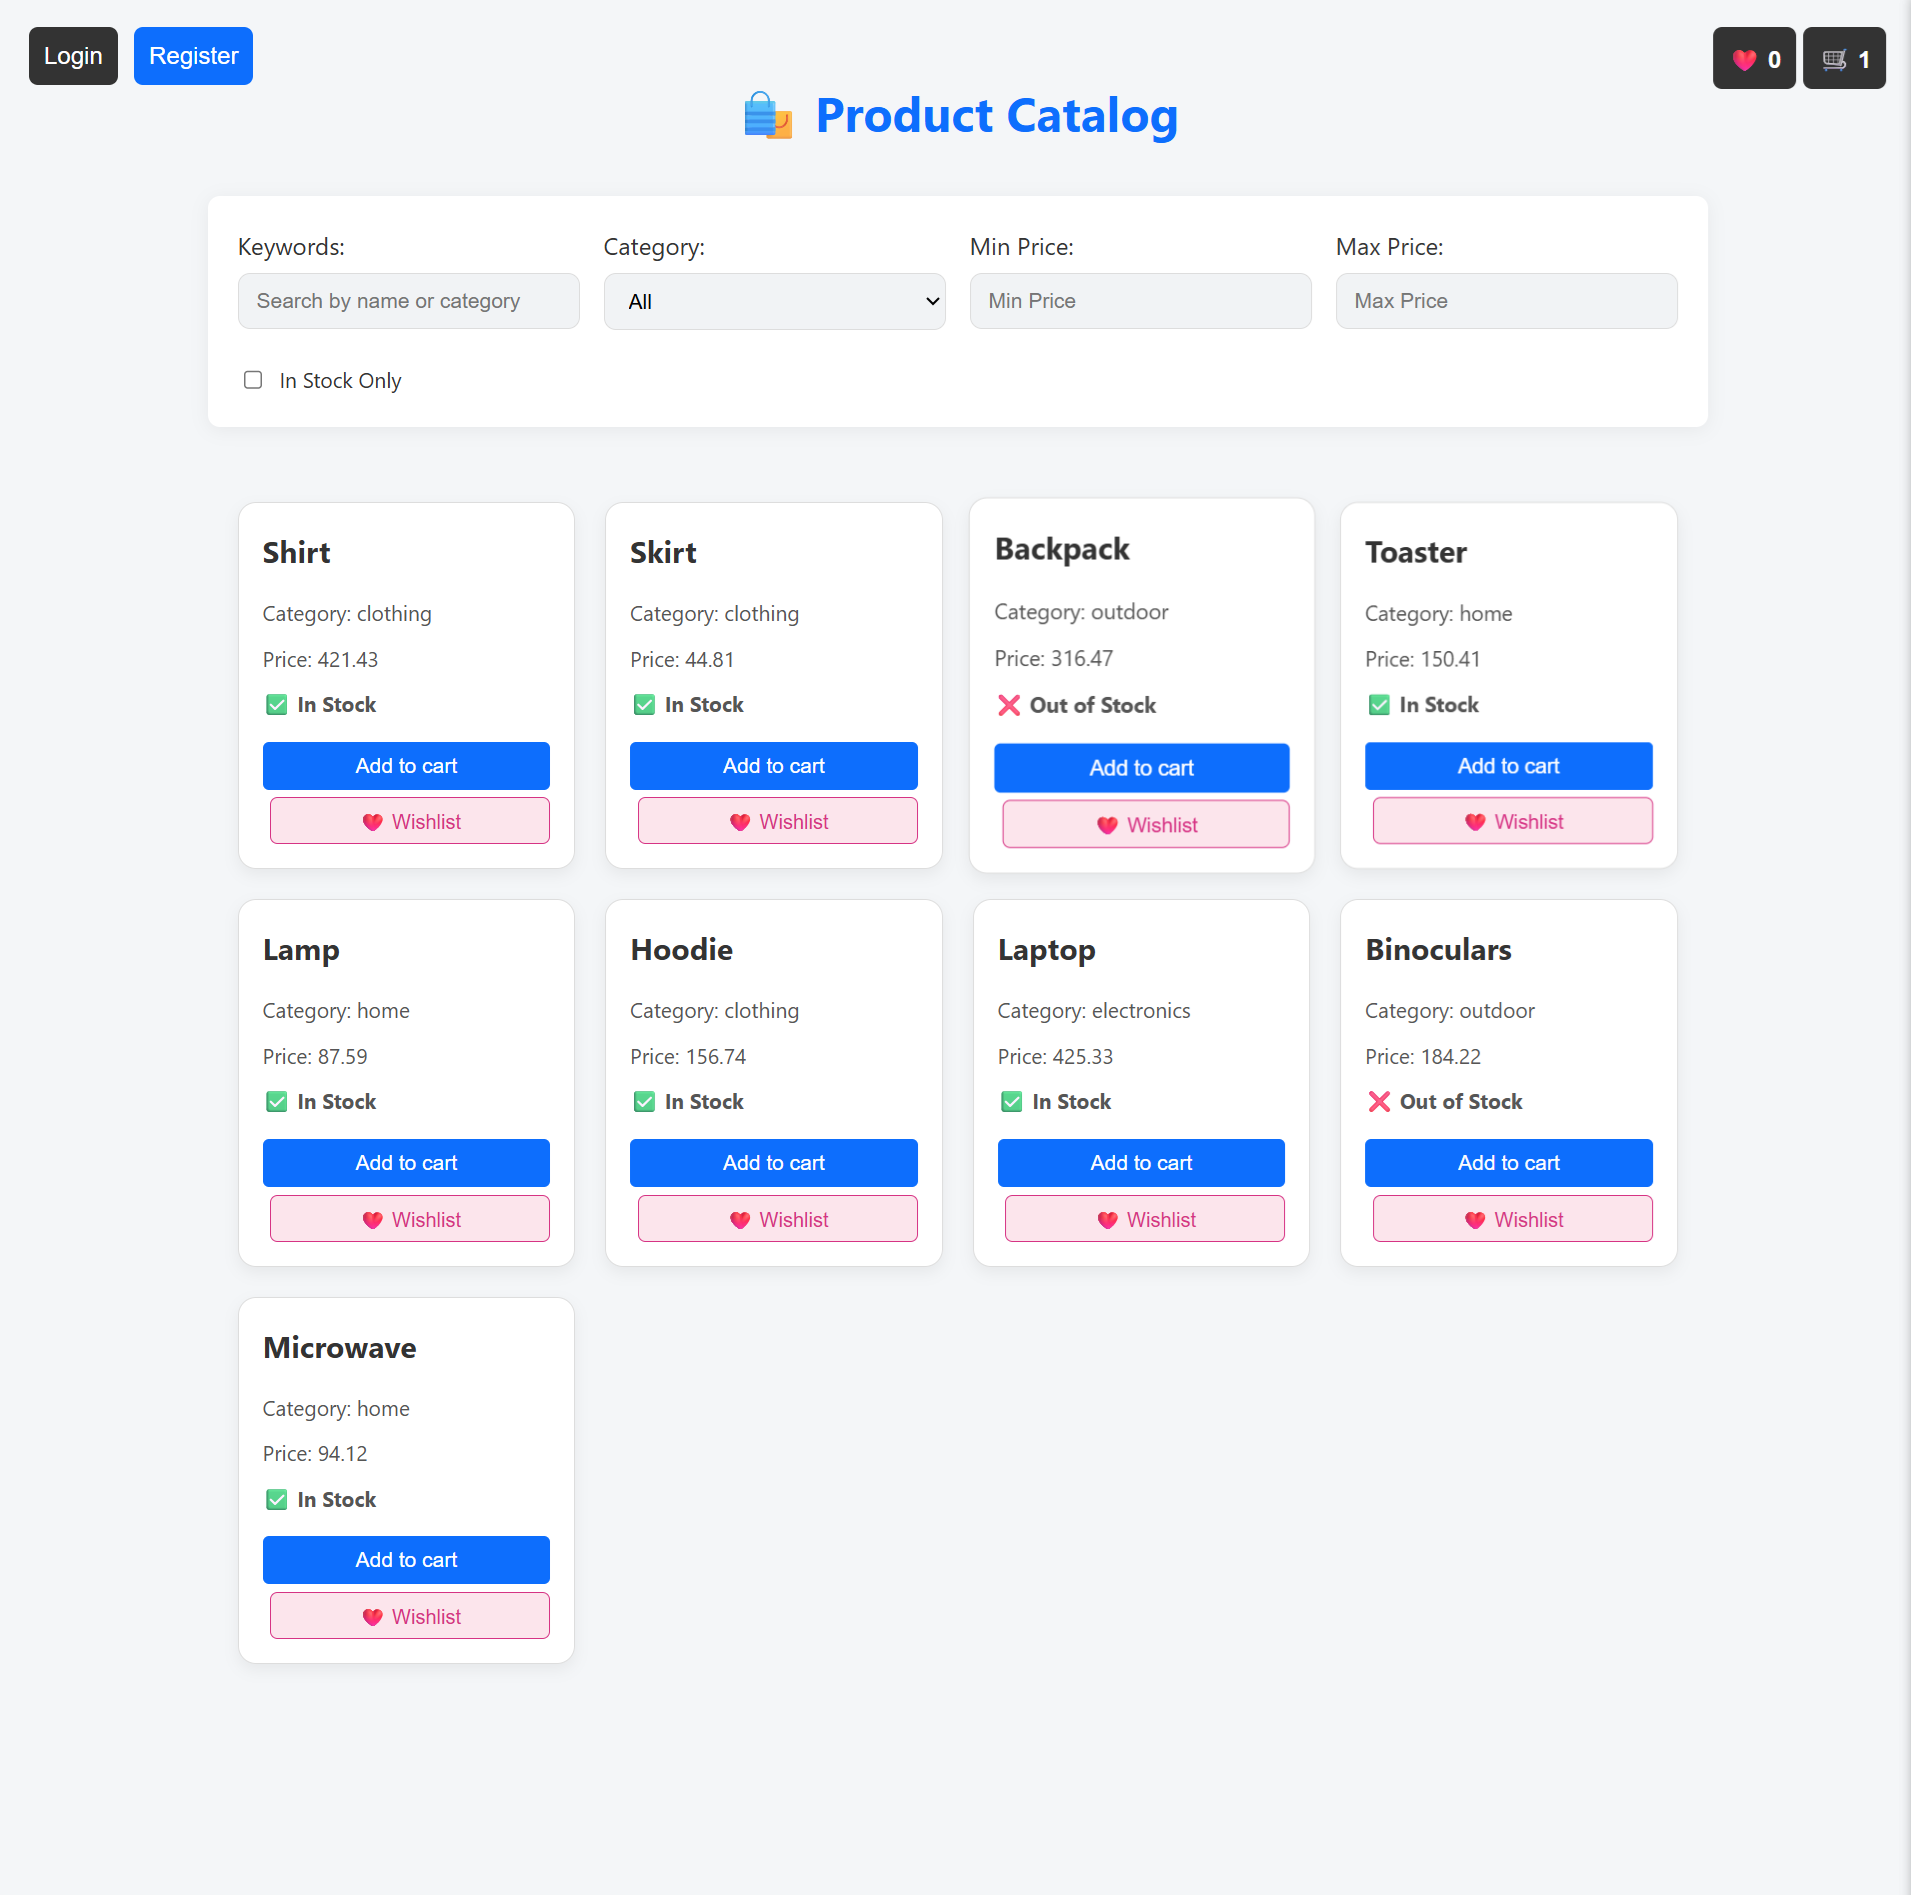 Login
Register
0
1
Product Catalog
Keywords:
Category:
Min Price:
Max Price:
Search by name or category
All
Min Price
Max Price
In Stock Only
Shirt
Category: clothing
Price: 421.43
In Stock
Add to cart
Wishlist
Skirt
Category: clothing
Price: 44.81
In Stock
Add to cart
Wishlist
Backpack
Category: outdoor
Price: 316.47
Out of Stock
Add to cart
Wishlist
Toaster
Category: home
Price: 150.41
In Stock
Add to cart
Wishlist
Lamp
Category: home
Price: 87.59
In Stock
Add to cart
Wishlist
Hoodie
Category: clothing
Price: 156.74
In Stock
Add to cart
Wishlist
Laptop
Category: electronics
Price: 425.33
In Stock
Add to cart
Wishlist
Binoculars
Category: outdoor
Price: 184.22
Out of Stock
Add to cart
Wishlist
Microwave
Category: home
Price: 94.12
In Stock
Add to cart
Wishlist